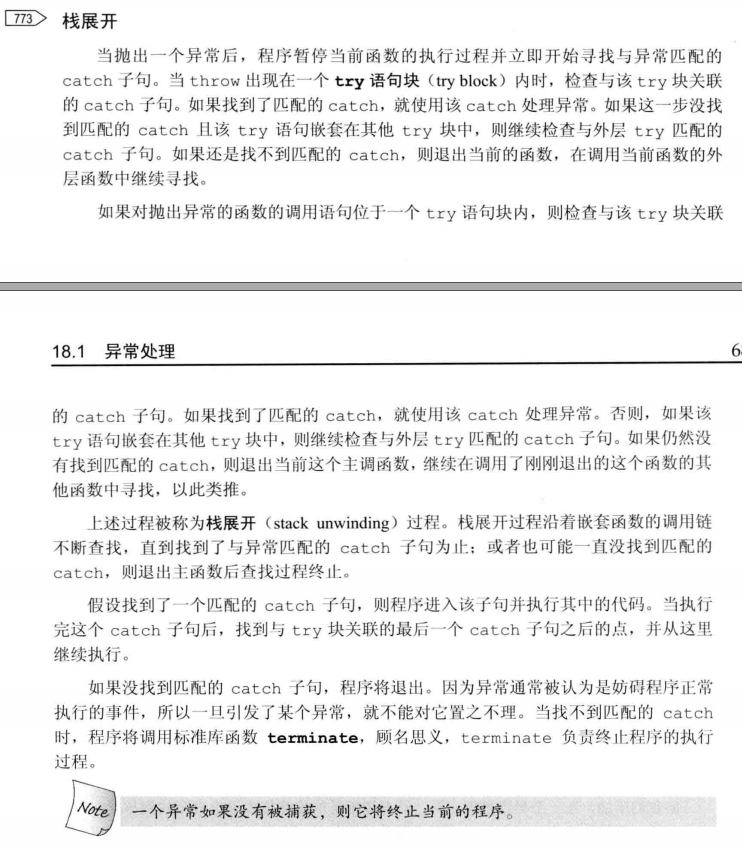 773 栈展开
当抛出一个异常后，程序暂停当前函数的执行过程并立即开始寻找与异常匹配的
catch 子句。当 throw 出现在一个 try 语句块（try block）内时，检查与该 try 块关联
的 catch 子句。如果找到了匹配的 catch，就使用该 catch 处理异常。如果这一步没找
到匹配的 catch 且该 try 语句嵌套在其他 try 块中，则继续检查与外层 try 匹配的
catch 子句。如果还是找不到匹配的 catch，则退出当前的函数，在调用当前函数的外
层函数中继续寻找。
如果对抛出异常的函数的调用语句位于一个 try 语句块内，则检查与该 try 块关联
18.1 异常处理
的 catch 子句。如果找到了匹配的 catch，就使用该 catch 处理异常。否则，如果该
try 语句嵌套在其他 try 块中，则继续检查与外层 try 匹配的 catch 子句。如果仍然没
有找到匹配的 catch，则退出当前这个主调函数，继续在调用了刚刚退出的这个函数的其
他函数中寻找，以此类推。
上述过程被称为栈展开（stack unwinding）过程。栈展开过程沿着嵌套函数的调用链
不断查找，直到找到了与异常匹配的 catch 子句为止；或者也可能一直没找到匹配的
catch，则退出主函数后查找过程终止。
假设找到了一个匹配的 catch 子句，则程序进入该子句并执行其中的代码。当执行
完这个 catch 子句后，找到与 try 块关联的最后一个 catch 子句之后的点，并从这里
继续执行。
如果没找到匹配的 catch 子句，程序将退出。因为异常通常被认为是妨碍程序正常
执行的事件，所以一旦引发了某个异常，就不能对它置之不理。当找不到匹配的 catch
时，程序将调用标准库函数 terminate，顾名思义，terminate 负责终止程序的执行
过程。
Note 一个异常如果没有被捕获，则它将终止当前的程序。